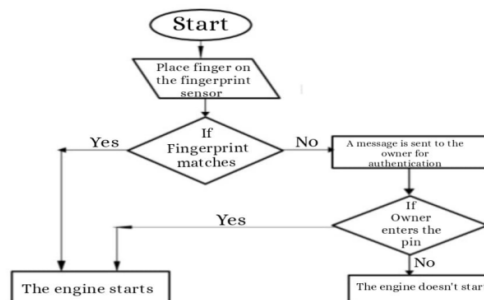 Start
Place finger on
the fingerprint
sensor
If
Fingerprint
matches
Yes
No
A message is sent to the
owner for
authentication
If
Owner
enters the
pin
Yes
No
The engine starts
The engine doesn't start